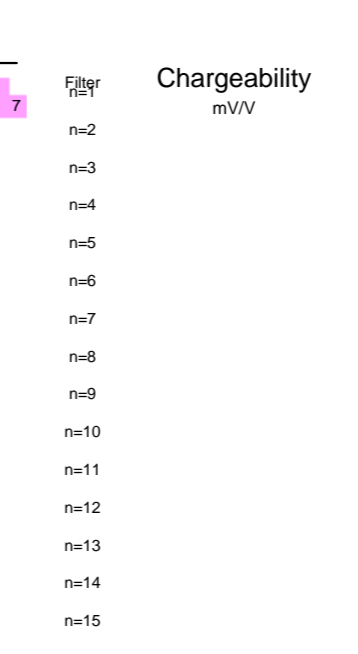 Filter
Chargeability
n=1
7
mV/V
n=2
n=3
n=4
n=5
n=6
n=7
n=8
n=9
n=10
n=11
n=12
n=13
n=14
n=15